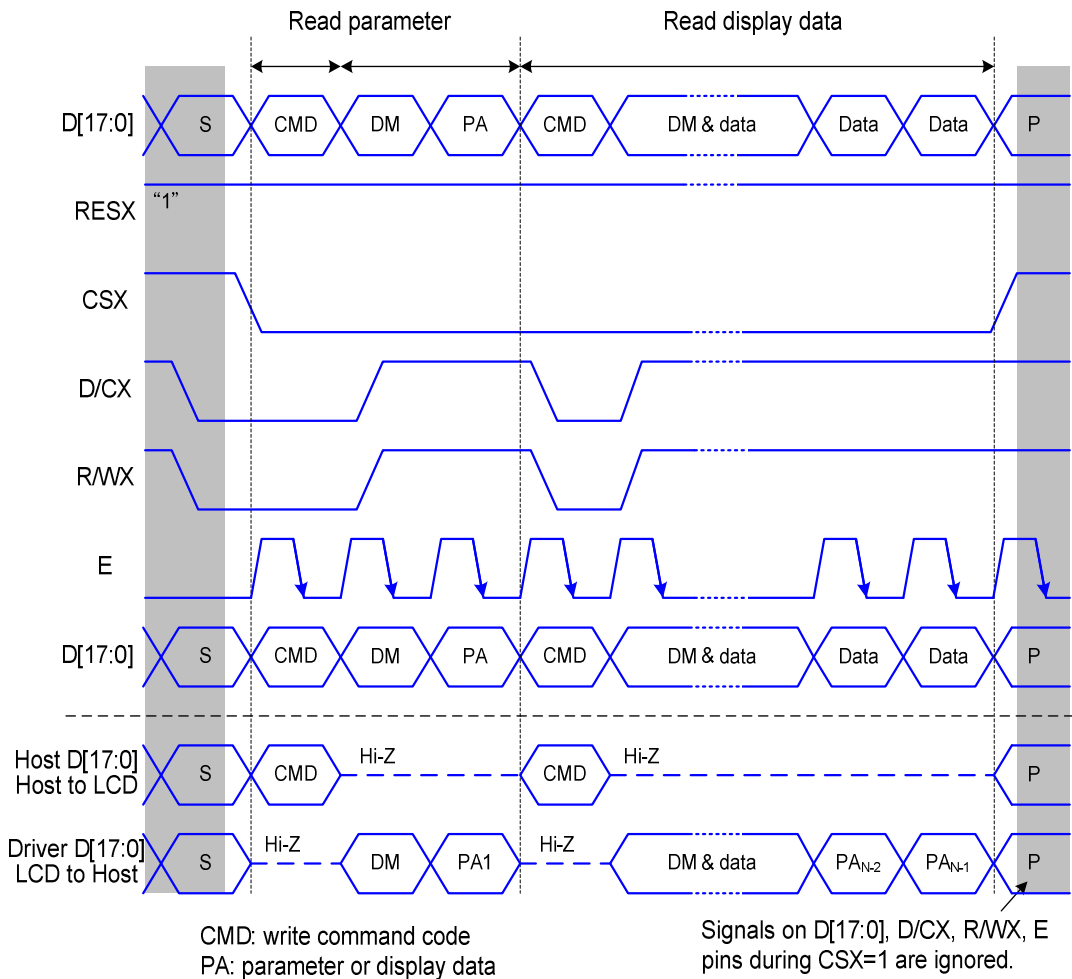 Read parameter Read display data
D[17:0] S CMD DM PA CMD DM & data Data Data P
RESX "1"
CSX
D/CX
R/WX
E
D[17:0] S CMD DM PA CMD DM & data Data Data P
Host D[17:0]
Host to LCD
S CMD Hi-Z CMD Hi-Z P
Driver D[17:0]
LCD to Host
S Hi-Z DM PA1 Hi-Z DM & data PAN-2 PAN-1 P
CMD: write command code
PA: parameter or display data
Signals on D[17:0], D/CX, R/WX, E
pins during CSX=1 are ignored.